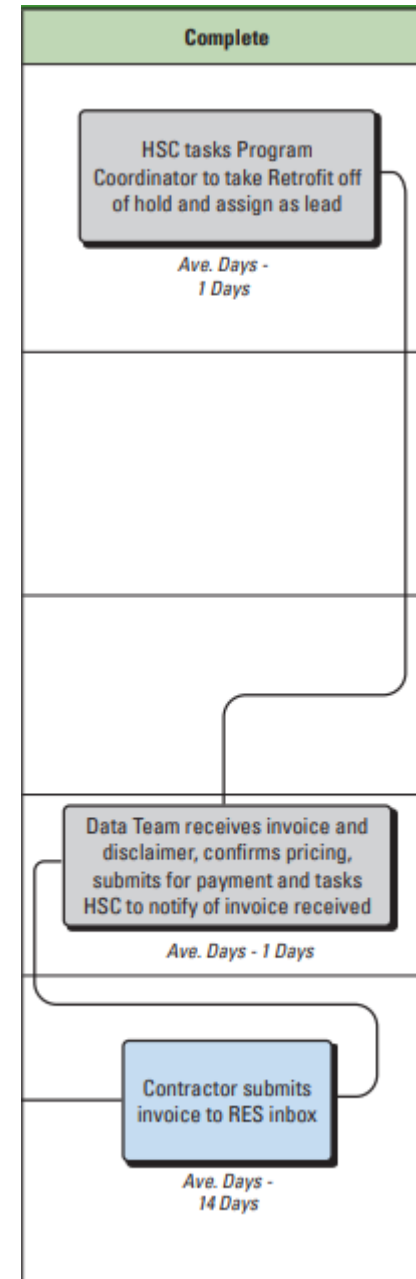 Complete
HSC tasks Program
Coordinator to take Retrofit off
of hold and assign as lead
Ave. Days -
1 Days
Data Team receives invoice and
disclaimer, confirms pricing,
submits for payment and tasks
HSC to notify of invoice received
Ave. Days - 1 Days
Contractor submits
invoice to RES inbox
Ave. Days -
14 Days